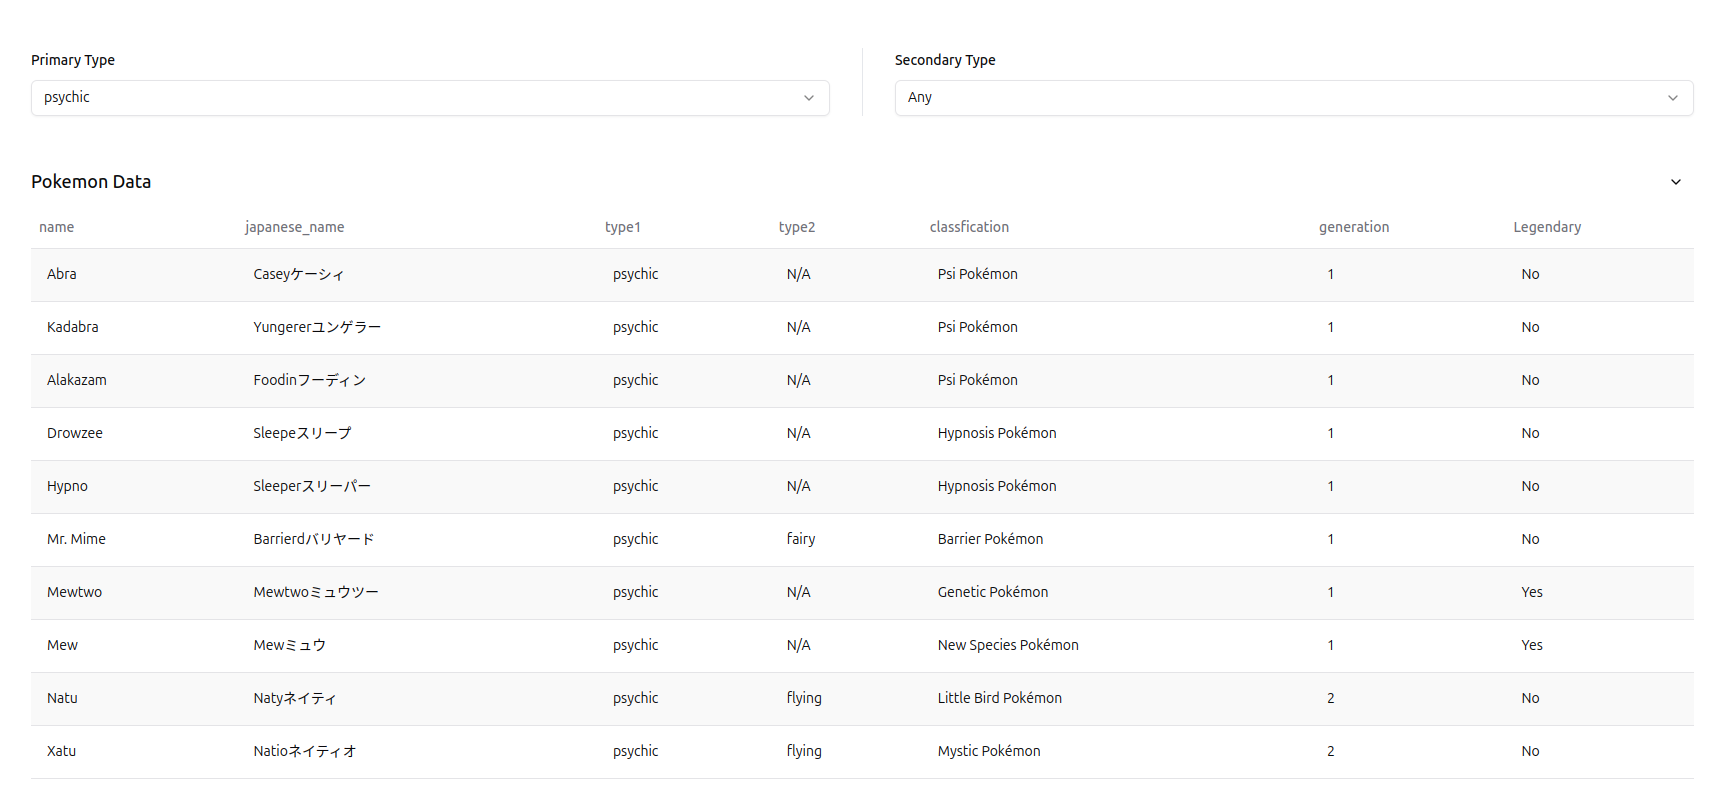 Primary Type Secondary Type
psychic Any
Pokemon Data
name japanese_name type1 type2 classfication generation Legendary
Abra Caseyケーシィ psychic N/A Psi Pokémon 1 No
Kadabra Yungererユンゲラー psychic N/A Psi Pokémon 1 No
Alakazam Foodinフーディン psychic N/A Psi Pokémon 1 No
Drowzee Sleepeスリープ psychic N/A Hypnosis Pokémon 1 No
Hypno Sleeperスリーパー psychic N/A Hypnosis Pokémon 1 No
Mr. Mime Barrierdバリヤード psychic fairy Barrier Pokémon 1 No
Mewtwo Mewtwoミュウツー psychic N/A Genetic Pokémon 1 Yes
Mew Mewミュウ psychic N/A New Species Pokémon 1 Yes
Natu Natyネイティ psychic flying Little Bird Pokémon 2 No
Xatu Natioネイティオ psychic flying Mystic Pokémon 2 No